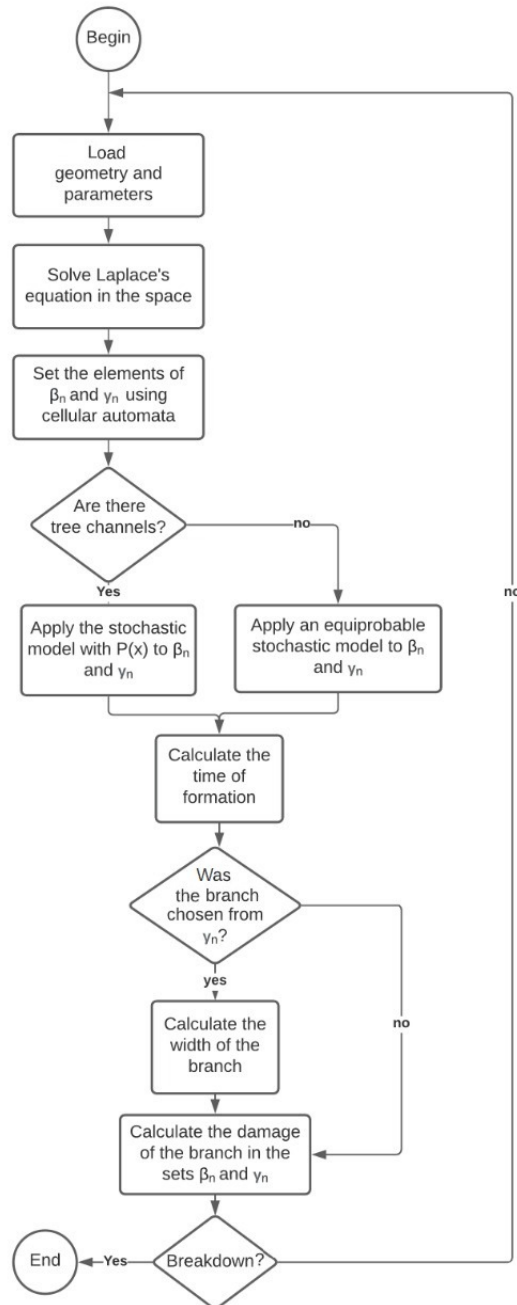 Begin
Load
geometry and
parameters
Solve Laplace's
equation in the space
Set the elements of
βn and γn using
cellular automata
Are there
tree channels?
no
Yes
no
Apply the stochastic
model with P(x) to βn
and γn
Apply an equiprobable
stochastic model to βn
and γn
Calculate the
time of
formation
Was
the branch
chosen from
γn?
yes
no
Calculate the
width of the
branch
Calculate the damage
of the branch in the
sets βn and γn
End
Yes
Breakdown?